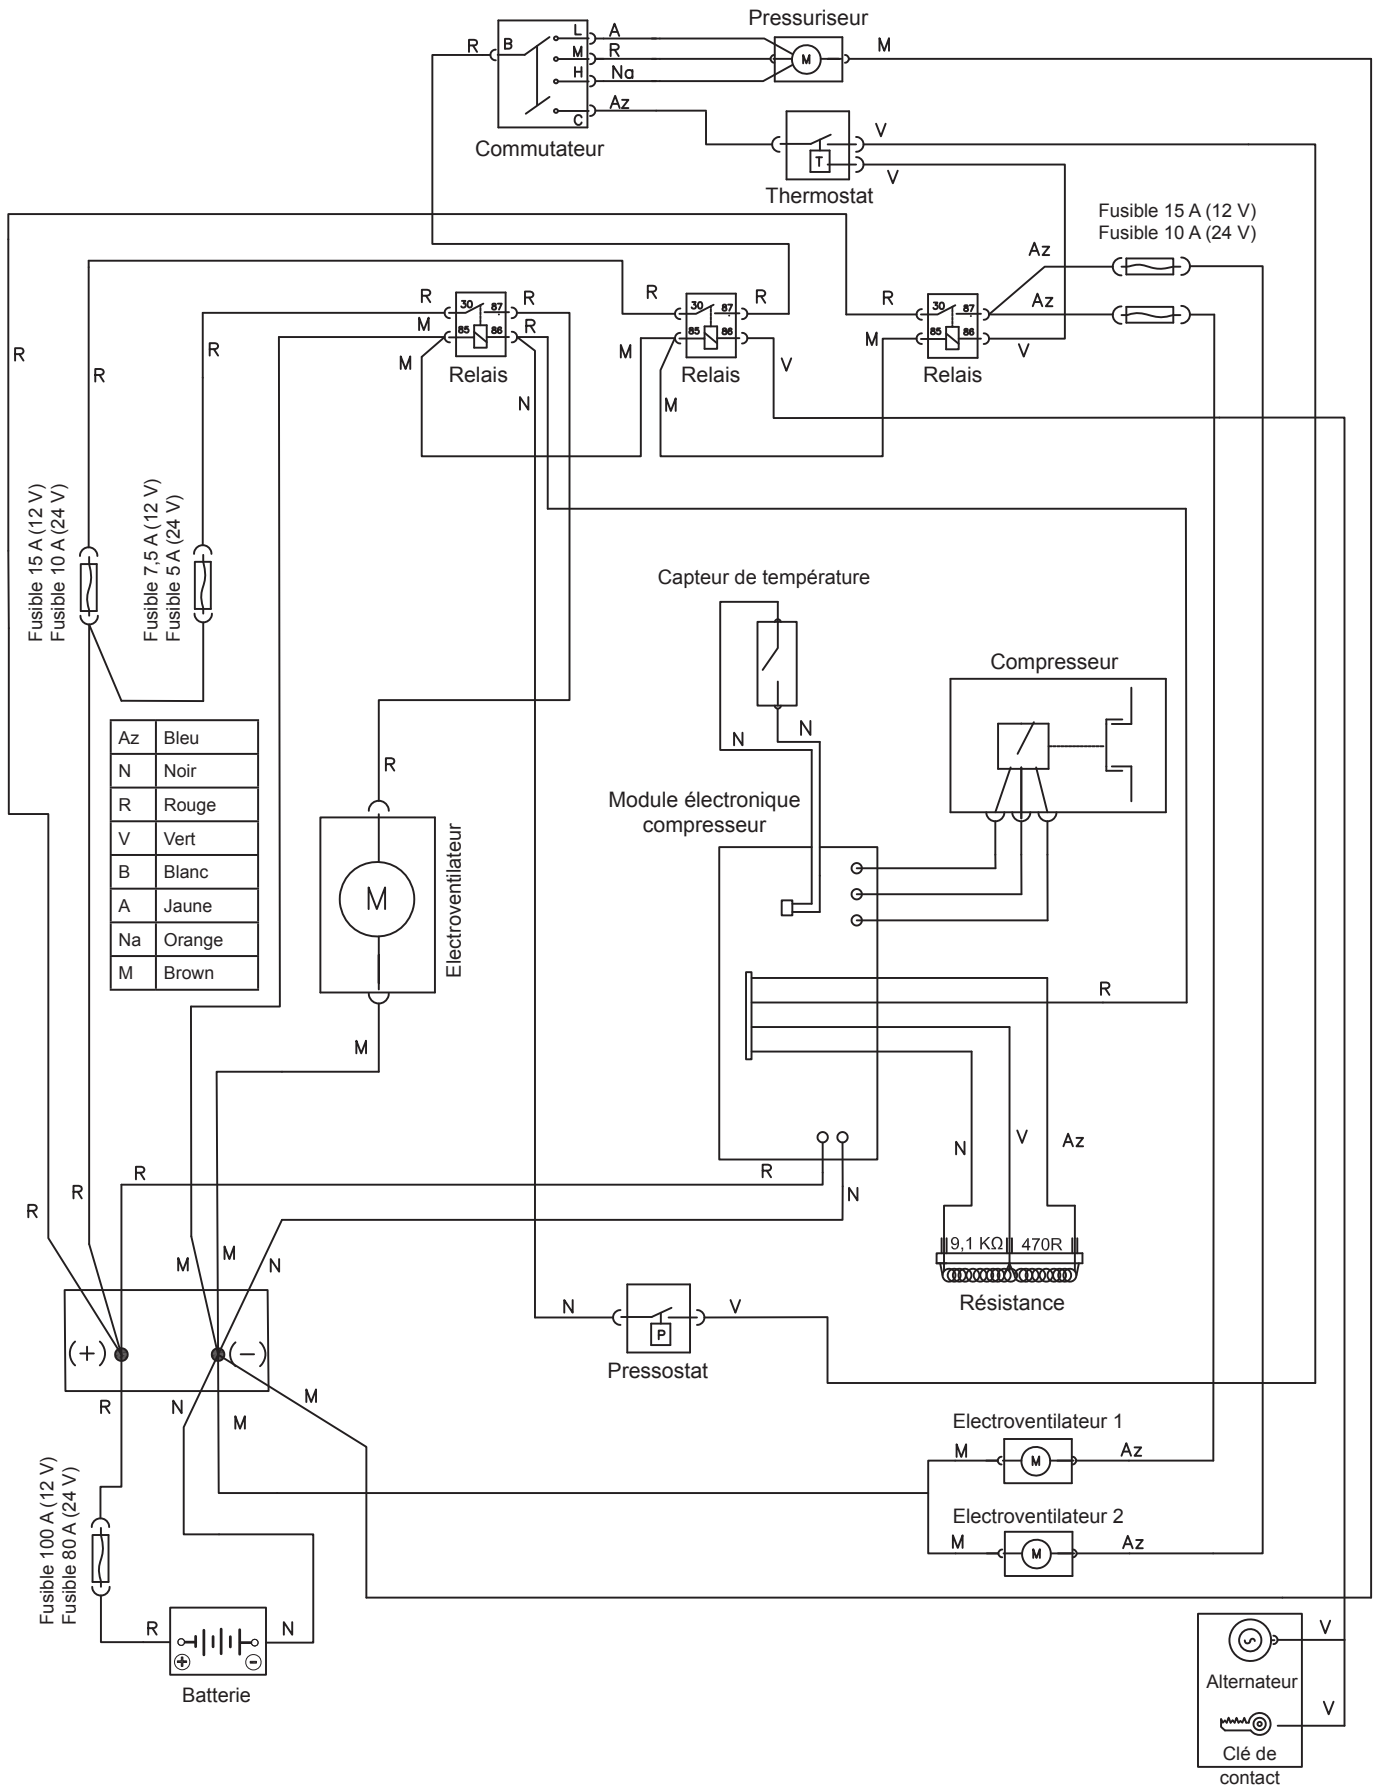 Pressuriseur
L
A
R
B
M
R
M
M
H
Na
Az
C
Commutateur
V
T
V
Thermostat
Fusible 15 A (12 V)
Fusible 10 A (24 V)
Az
Az
R
30
87
R
M
85
86
R
M
Relais
N
R
30
87
R
M
85
86
V
M
Relais
R
30
87
M
85
86
V
Relais
R
R
R
Fusible 15 A (12 V)
Fusible 10 A (24 V)
Fusible 7,5 A (12 V)
Fusible 5 A (24 V)
Capteur de température
N
N
Compresseur
Module électronique
compresseur
Az Bleu
N Noir
R Rouge
V Vert
B Blanc
A Jaune
Na Orange
M Brown
R
M
Electroventilateur
M
R
N
V
Az
R
N
9,1 KΩ
470R
Résistance
R
R
R
M
M
N
(+)
(−)
N
P
V
Pressostat
R
N
M
M
Electroventilateur 1
M
M
Az
Electroventilateur 2
M
M
Az
Fusible 100 A (12 V)
Fusible 80 A (24 V)
R
N
+
−
Batterie
V
Alternateur
V
Clé de
contact